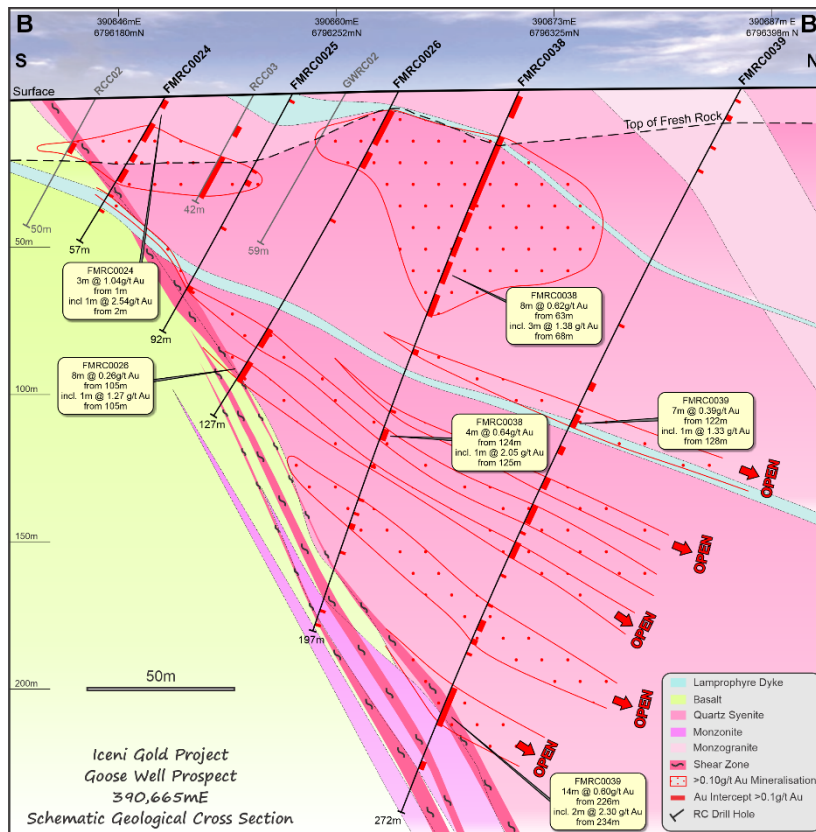 B
390646mE
6796180mN
390660mE
6796252mN
390673mE
6796325mN
390687m E
6796398m N
B
S
N
Surface
RCC02
FMRC0024
RCC03
FMRC0025
GWRC02
FMRC0026
FMRC0038
FMRC0039
Top of Fresh Rock
50m
57m
42m
59m
92m
127m
197m
272m
50m
100m
150m
200m
FMRC0024
3m @ 1.04g/t Au
from 1m
incl 1m @ 2.54g/t Au
from 2m
FMRC0038
8m @ 0.62g/t Au
from 63m
incl. 3m @ 1.38 g/t Au
from 68m
FMRC0026
8m @ 0.26g/t Au
from 105m
incl. 1m @ 1.27 g/t Au
from 105m
FMRC0038
4m @ 0.64g/t Au
from 124m
incl. 1m @ 2.05 g/t Au
from 125m
FMRC0039
7m @ 0.39g/t Au
from 122m
incl. 1m @ 1.33 g/t Au
from 128m
OPEN
OPEN
OPEN
OPEN
OPEN
FMRC0039
14m @ 0.60g/t Au
from 226m
incl. 2m @ 2.30 g/t Au
from 234m
50m
Iceni Gold Project
Goose Well Prospect
390,665mE
Schematic Geological Cross Section
Lamprophyre Dyke
Basalt
Quartz Syenite
Monzonite
Monzogranite
Shear Zone
>0.10g/t Au Mineralisation
Au Intercept >0.1g/t Au
RC Drill Hole